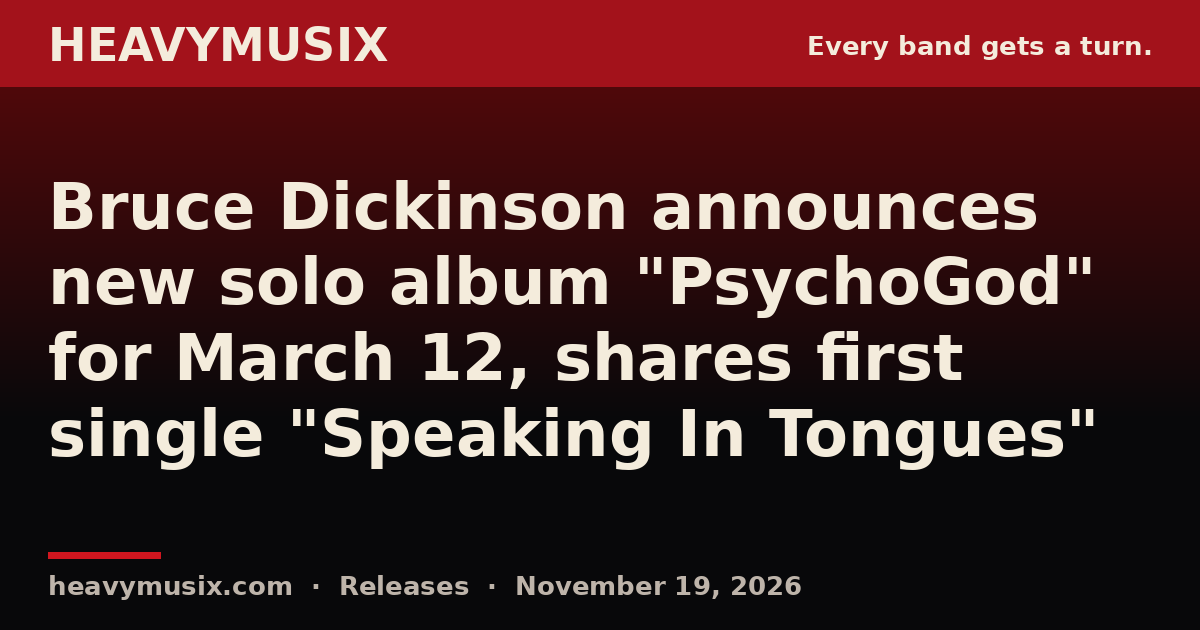 HEAVYMUSIX
Every band gets a turn.
Bruce Dickinson announces
new solo album "PsychoGod"
for March 12, shares first
single "Speaking In Tongues"
heavymusix.com · Releases · November 19, 2026